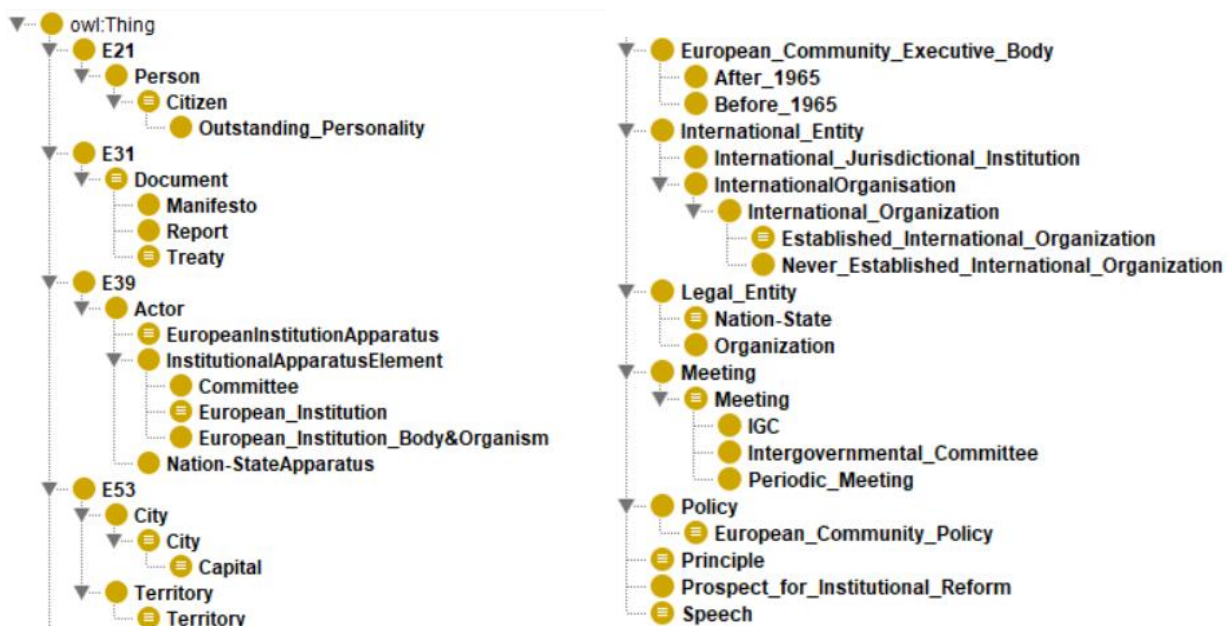 owl:Thing
E21
Person
Citizen
Outstanding_Personality
E31
Document
Manifesto
Report
Treaty
E39
Actor
EuropeanInstitutionApparatus
InstitutionalApparatusElement
Committee
European_Institution
European_Institution_Body&Organism
Nation-StateApparatus
E53
City
City
Capital
Territory
Territory
European_Community_Executive_Body
After_1965
Before_1965
International_Entity
International_Jurisdictional_Institution
InternationalOrganisation
International_Organization
Established_International_Organization
Never_Established_International_Organization
Legal_Entity
Nation-State
Organization
Meeting
Meeting
IGC
Intergovernmental_Committee
Periodic_Meeting
Policy
European_Community_Policy
Principle
Prospect_for_Institutional_Reform
Speech